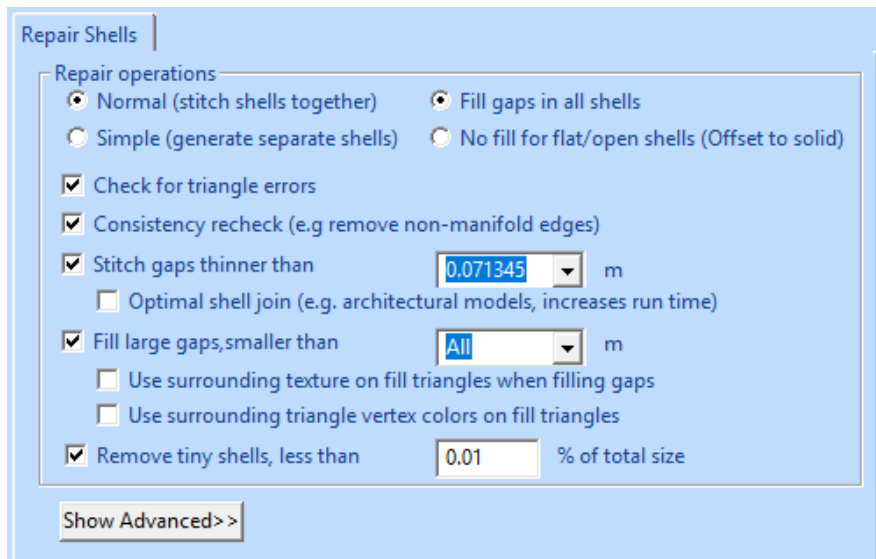 Repair Shells
Repair operations
Normal (stitch shells together) Fill gaps in all shells
Simple (generate separate shells) No fill for flat/open shells (Offset to solid)
Check for triangle errors
Consistency recheck (e.g remove non-manifold edges)
Stitch gaps thinner than 0.071345 m
Optimal shell join (e.g. architectural models, increases run time)
Fill large gaps,smaller than All m
Use surrounding texture on fill triangles when filling gaps
Use surrounding triangle vertex colors on fill triangles
Remove tiny shells, less than 0.01 % of total size
Show Advanced>>